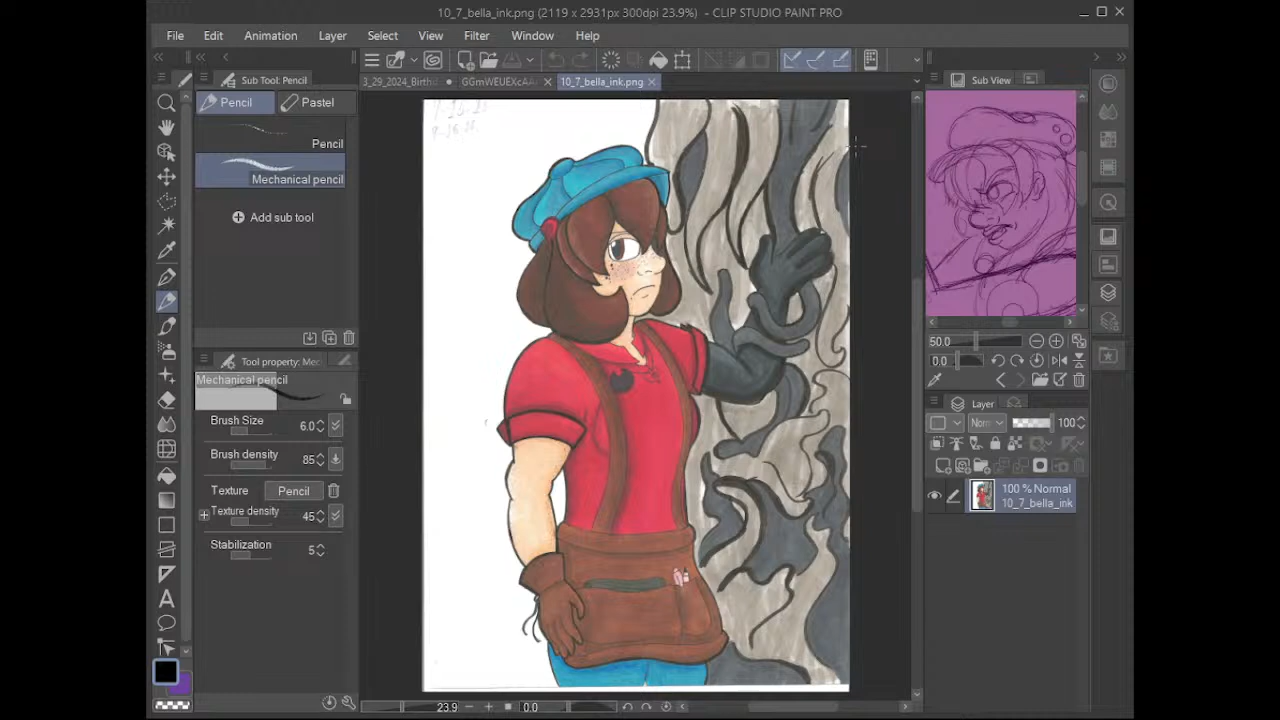 10_7_bella_ink.png (2119 x 2931px 300dpi 23.9%) - CLIP STUDIO PAINT PRO
File Edit Animation Layer Select View Filter Window Help
Sub Tool: Pencil
3_29_2024_Birth
GGmWEUEXcAA
10_7_bella_ink.png
Sub View
Pencil
Pastel
Pencil
Mechanical pencil
Add sub tool
Tool property: Mec
Mechanical pencil
Brush Size 6.0
Brush density 85
Texture Pencil
Texture density 45
Stabilization 5
50.0
0.0
Layer
Norm 100
100 % Normal
10_7_bella_ink
23.9
0.0